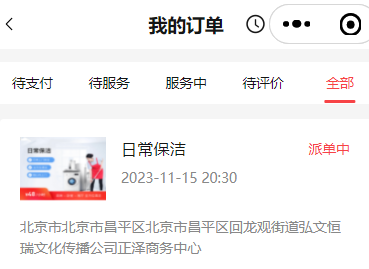 我的订单
待支付 待服务 服务中 待评价 全部
日常保洁
日常保洁 派单中
2023-11-15 20:30
北京市北京市昌平区北京市昌平区回龙观街道弘文恒
瑞文化传播公司正泽商务中心